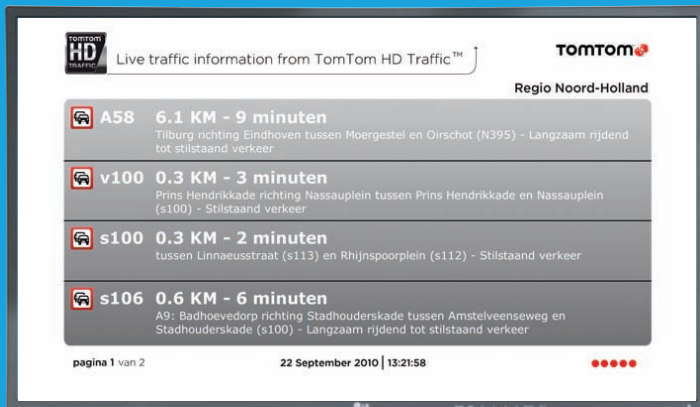 TOMTOM
HD
TRAFFIC
Live traffic information from TomTom HD Traffic™
TOMTOM
Regio Noord-Holland
A58 6.1 KM - 9 minuten
Tilburg richting Eindhoven tussen Moergestel en Oirschot (N395) - Langzaam rijdend
tot stilstaand verkeer
v100 0.3 KM - 3 minuten
Prins Hendrikkade richting Nassauplein tussen Prins Hendrikkade en Nassauplein
(s100) - Stilstaand verkeer
s100 0.3 KM - 2 minuten
tussen Linnaeusstraat (s113) en Rhijnspoorplein (s112) - Stilstaand verkeer
s106 0.6 KM - 6 minuten
A9: Badhoevedorp richting Stadhouderskade tussen Amstelveenseweg en
Stadhouderskade (s100) - Langzaam rijdend tot stilstaand verkeer
pagina 1 van 2
22 September 2010 | 13:21:58